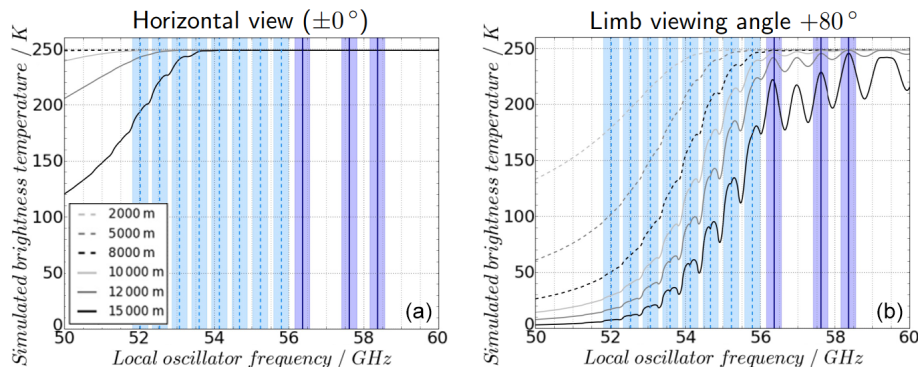 Horizontal view (±0°)
Simulated brightness temperature / K
250
200
150
100
50
0
2000 m
5000 m
8000 m
10 000 m
12 000 m
15 000 m
(a)
50 52 54 56 58 60
Local oscillator frequency / GHz
Limb viewing angle +80°
Simulated brightness temperature / K
250
200
150
100
50
0
(b)
50 52 54 56 58 60
Local oscillator frequency / GHz